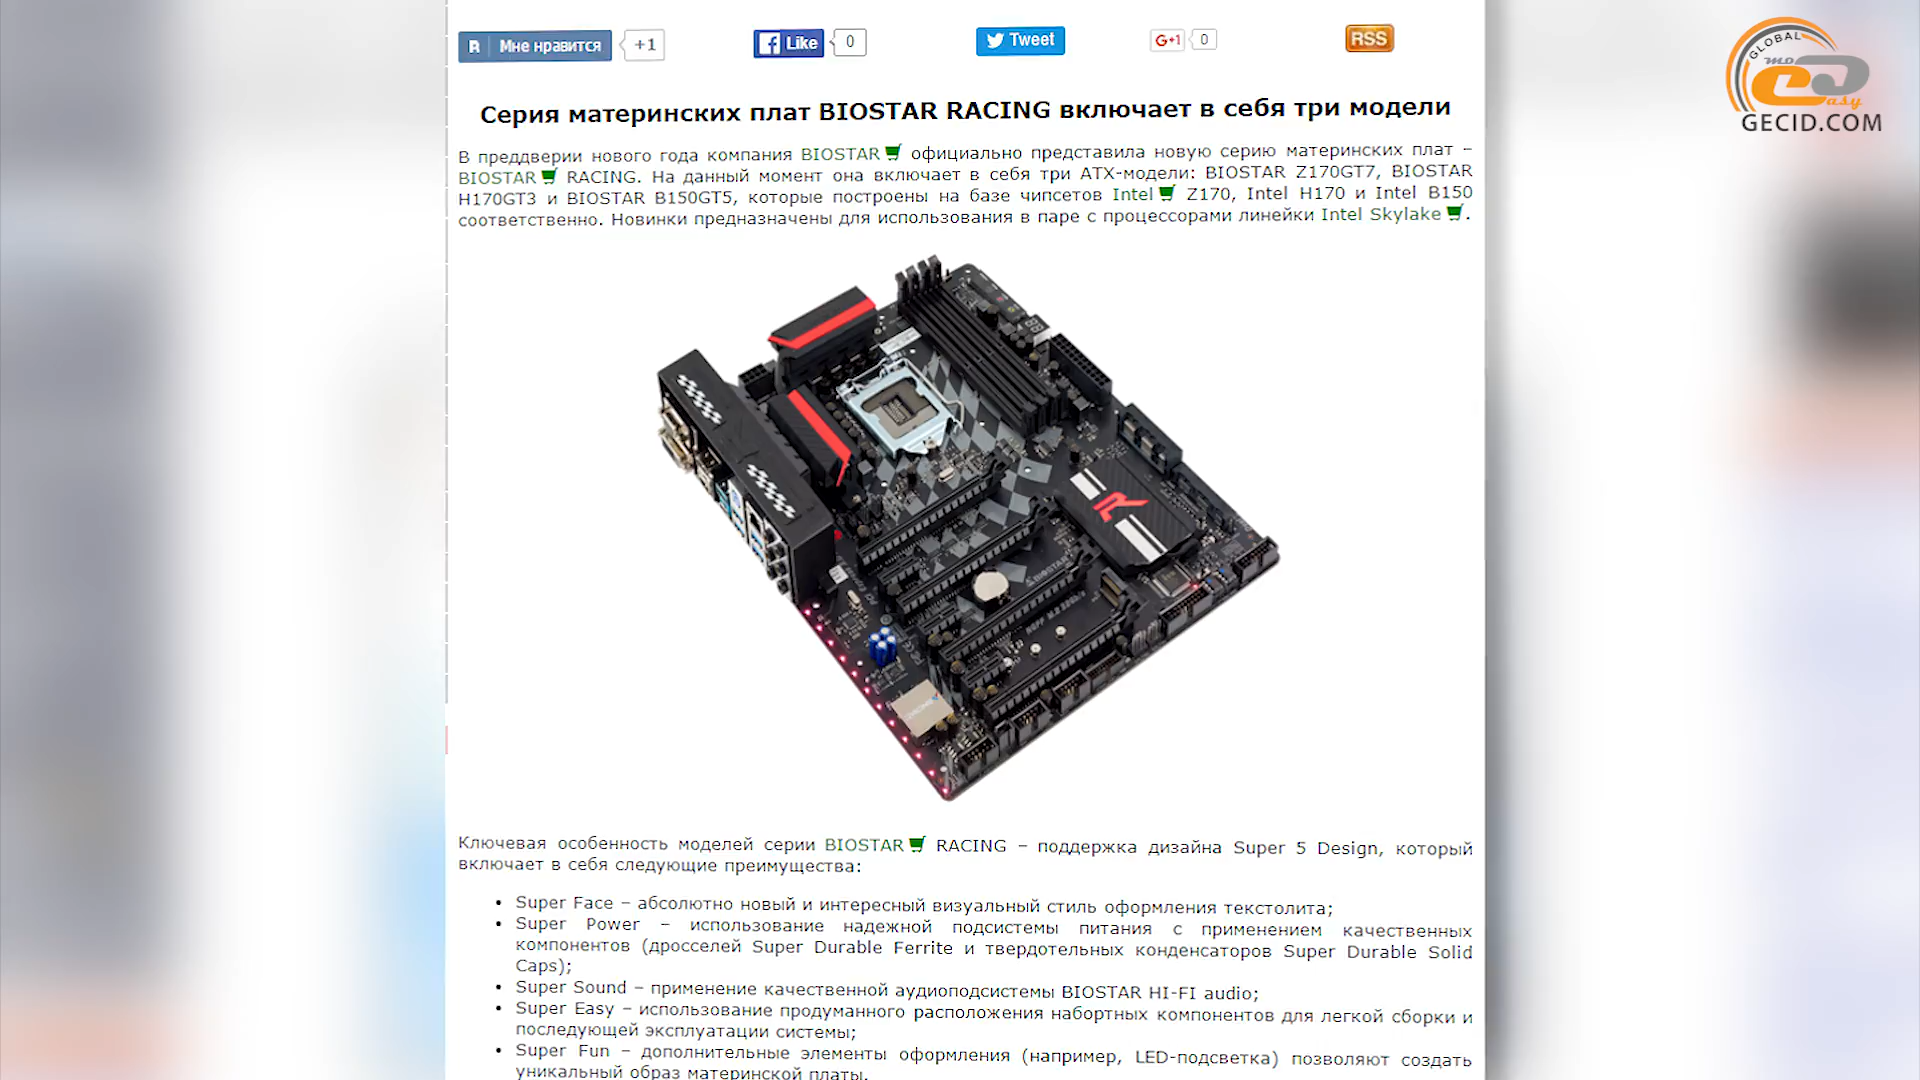 Мне нравится +1 Like 0 Tweet G+1 0 RSS
GLOBAL
mo
easy
GECID.COM
Серия материнских плат BIOSTAR RACING включает в себя три модели
В преддверии нового года компания BIOSTAR официально представила новую серию материнских плат –
BIOSTAR RACING. На данный момент она включает в себя три ATX-модели: BIOSTAR Z170GT7, BIOSTAR
H170GT3 и BIOSTAR B150GT5, которые построены на базе чипсетов Intel Z170, Intel H170 и Intel B150
соответственно. Новинки предназначены для использования в паре с процессорами линейки Intel Skylake.
BIOSTAR
Ключевая особенность моделей серии BIOSTAR RACING – поддержка дизайна Super 5 Design, который
включает в себя следующие преимущества:
• Super Face – абсолютно новый и интересный визуальный стиль оформления текстолита;
• Super Power – использование надежной подсистемы питания с применением качественных
компонентов (дросселей Super Durable Ferrite и твердотельных конденсаторов Super Durable Solid
Caps);
• Super Sound – применение качественной аудиоподсистемы BIOSTAR HI-FI audio;
• Super Easy – использование продуманного расположения набортных компонентов для легкой сборки и
последующей эксплуатации системы;
• Super Fun – дополнительные элементы оформления (например, LED-подсветка) позволяют создать
уникальный образ материнской платы.